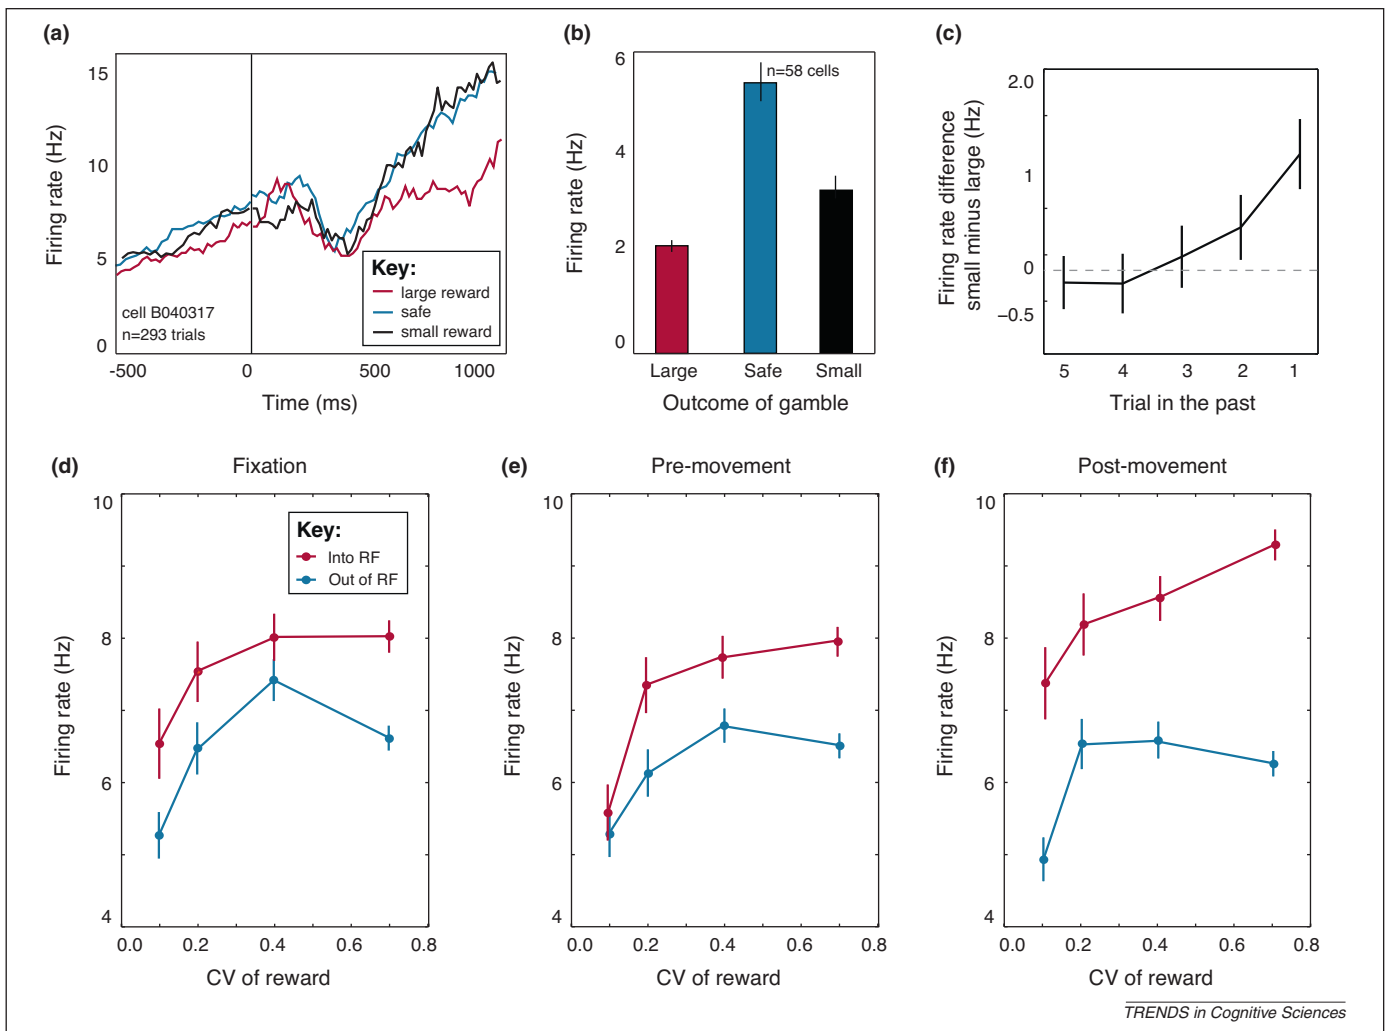 (a)
15
10
5
0
Firing rate (Hz)
cell B040317
n=293 trials
Key:
large reward
safe
small reward
-500
0
500
1000
Time (ms)
(b)
6
4
2
0
Firing rate (Hz)
n=58 cells
Large
Safe
Small
Outcome of gamble
(c)
2.0
1
0
−0.5
Firing rate difference
small minus large (Hz)
5
4
3
2
1
Trial in the past
(d)
Fixation
10
8
6
4
Firing rate (Hz)
Key:
Into RF
Out of RF
0.0
0.2
0.4
0.6
0.8
CV of reward
(e)
Pre-movement
10
8
6
4
Firing rate (Hz)
0.0
0.2
0.4
0.6
0.8
CV of reward
(f)
Post-movement
10
8
6
4
Firing rate (Hz)
0.0
0.2
0.4
0.6
0.8
CV of reward
TRENDS in Cognitive Sciences